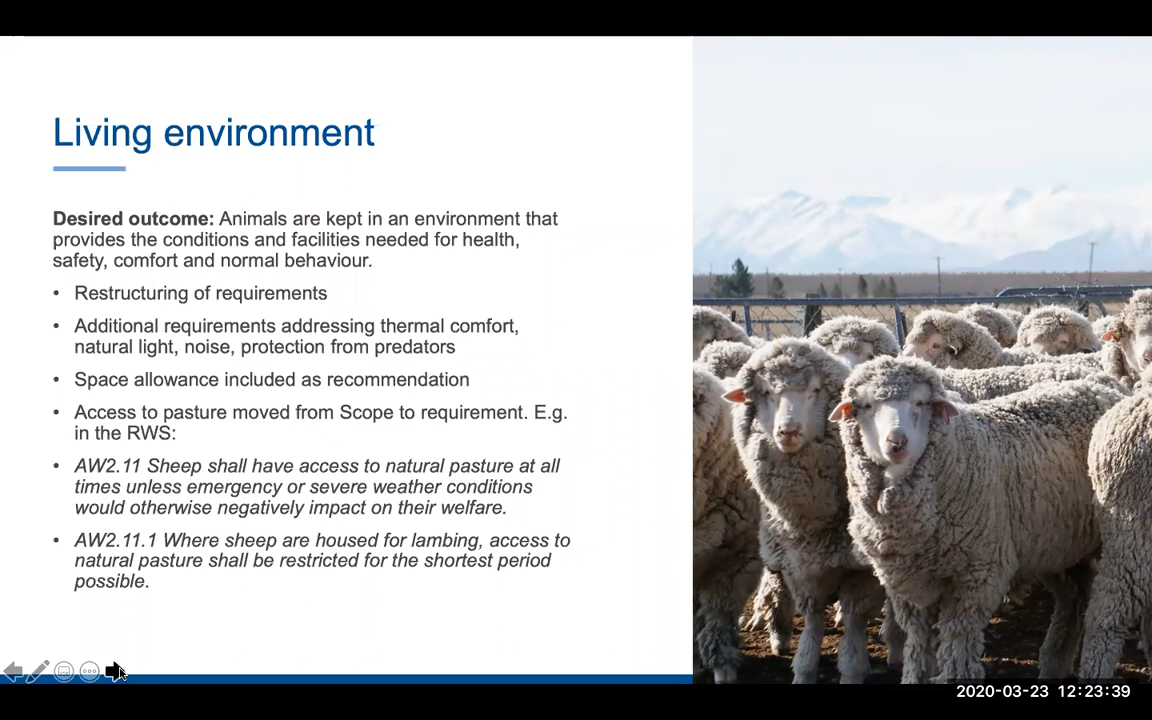 Living environment
Desired outcome: Animals are kept in an environment that
provides the conditions and facilities needed for health,
safety, comfort and normal behaviour.
• Restructuring of requirements
• Additional requirements addressing thermal comfort,
natural light, noise, protection from predators
• Space allowance included as recommendation
• Access to pasture moved from Scope to requirement. E.g.
in the RWS:
• AW2.11 Sheep shall have access to natural pasture at all
times unless emergency or severe weather conditions
would otherwise negatively impact on their welfare.
• AW2.11.1 Where sheep are housed for lambing, access to
natural pasture shall be restricted for the shortest period
possible.
2020-03-23 12:23:39